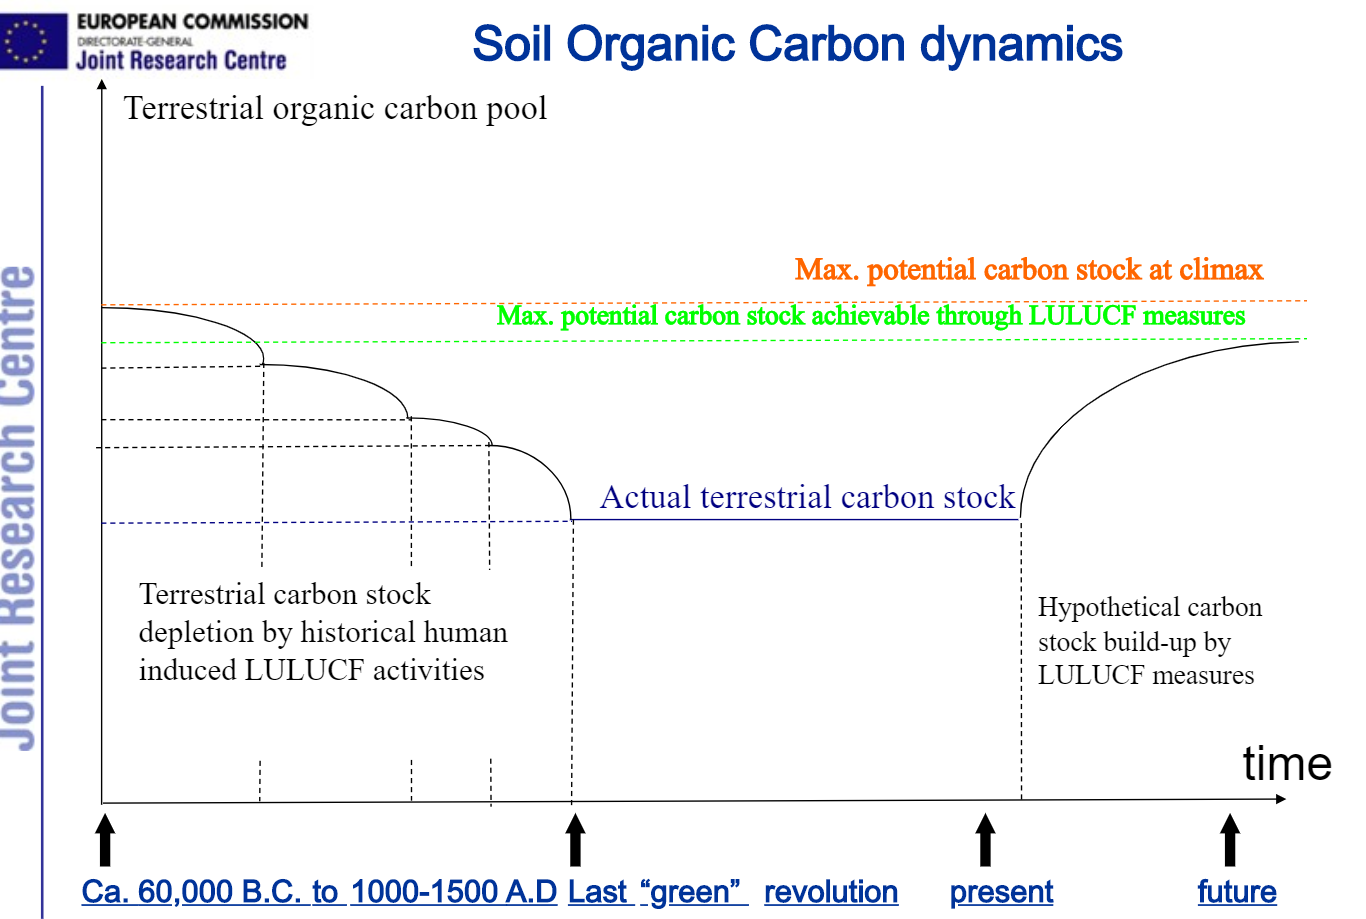 EUROPEAN COMMISSION
DIRECTORATE-GENERAL
Joint Research Centre
Soil Organic Carbon dynamics
Terrestrial organic carbon pool
Max. potential carbon stock at climax
Max. potential carbon stock achievable through LULUCF measures
Actual terrestrial carbon stock
Terrestrial carbon stock
depletion by historical human
induced LULUCF activities
Hypothetical carbon
stock build-up by
LULUCF measures
time
Ca. 60,000 B.C. to 1000-1500 A.D Last “green” revolution present future
Joint Research Centre